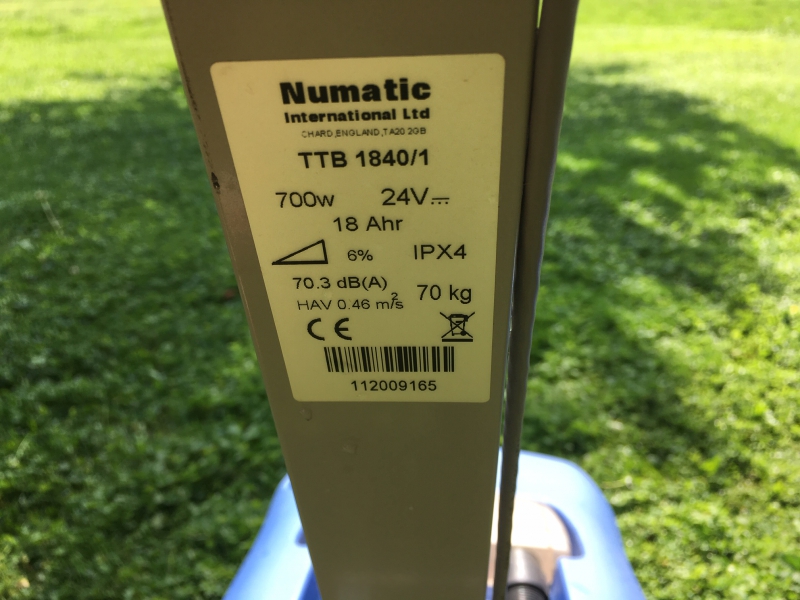 Numatic
International Ltd
CHARD,ENGLAND,TA20 2GB
TTB 1840/1
700w 24V
18 Ahr
6% IPX4
70.3 dB(A)
HAV 0.46 m/s² 70 kg
CE
112009165